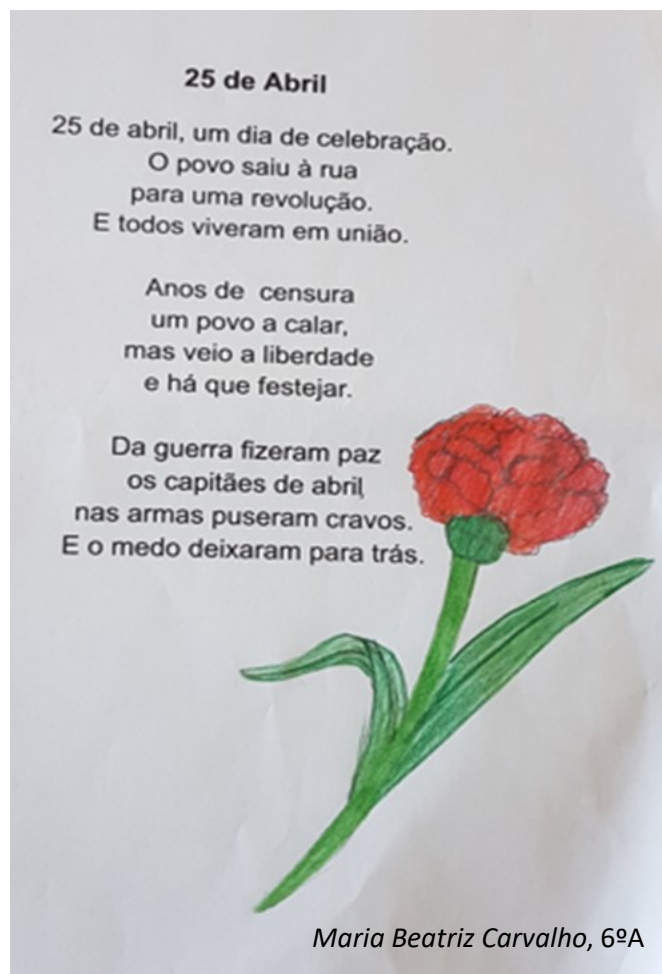 25 de Abril
25 de abril, um dia de celebração.
O povo saiu à rua
para uma revolução.
E todos viveram em união.
Anos de censura
um povo a calar,
mas veio a liberdade
e há que festejar.
Da guerra fizeram paz
os capitães de abril
nas armas puseram cravos.
E o medo deixaram para trás.
Maria Beatriz Carvalho, 6ºA